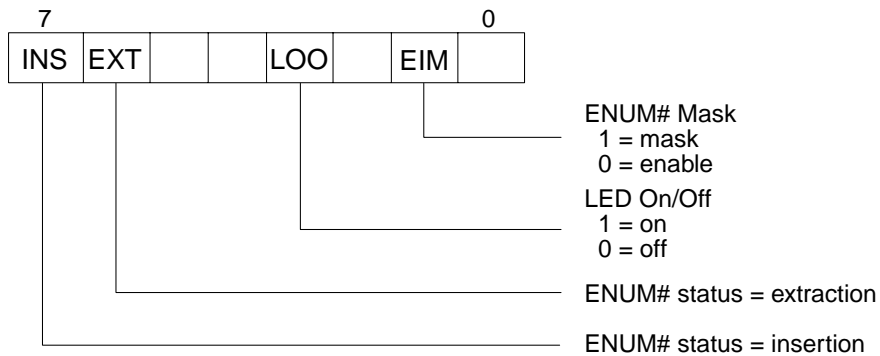 7 0
INS EXT LOO EIM
ENUM# Mask
1 = mask
0 = enable
LED On/Off
1 = on
0 = off
ENUM# status = extraction
ENUM# status = insertion